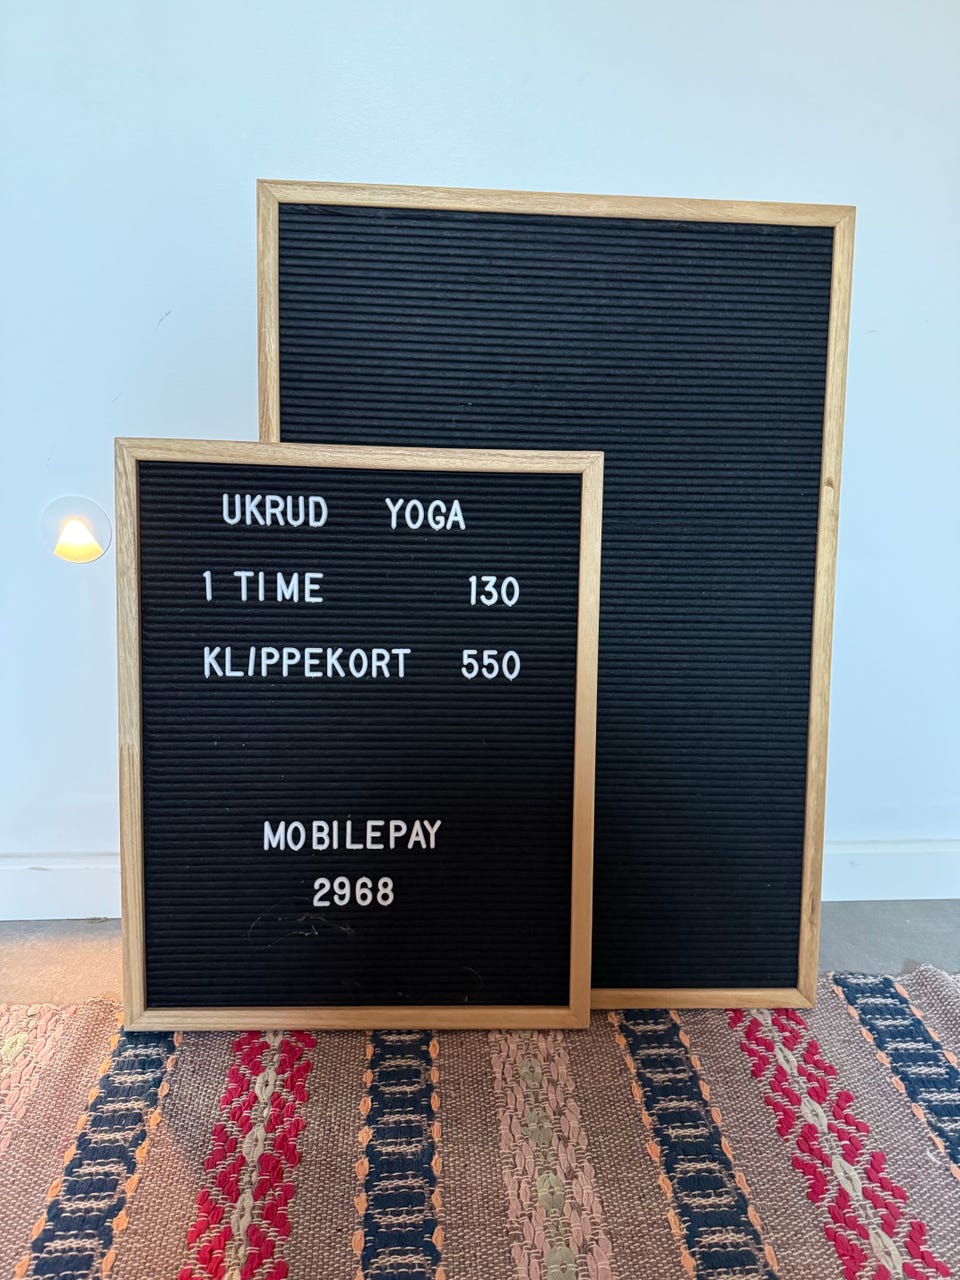 UKRUD YOGA
1 TIME 130
KLIPPEKORT 550
MOBILEPAY
2968